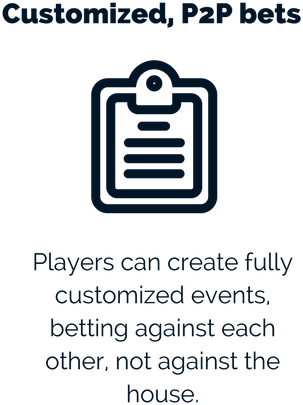 Customized, P2P bets
Players can create fully
customized events,
betting against each
other, not against the
house.